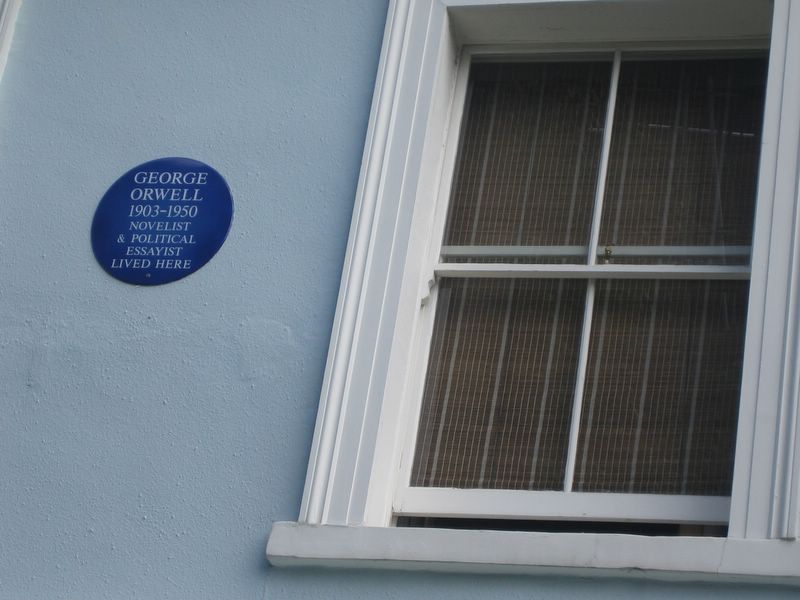 GEORGE
ORWELL
1903-1950
NOVELIST
& POLITICAL
ESSAYIST
LIVED HERE